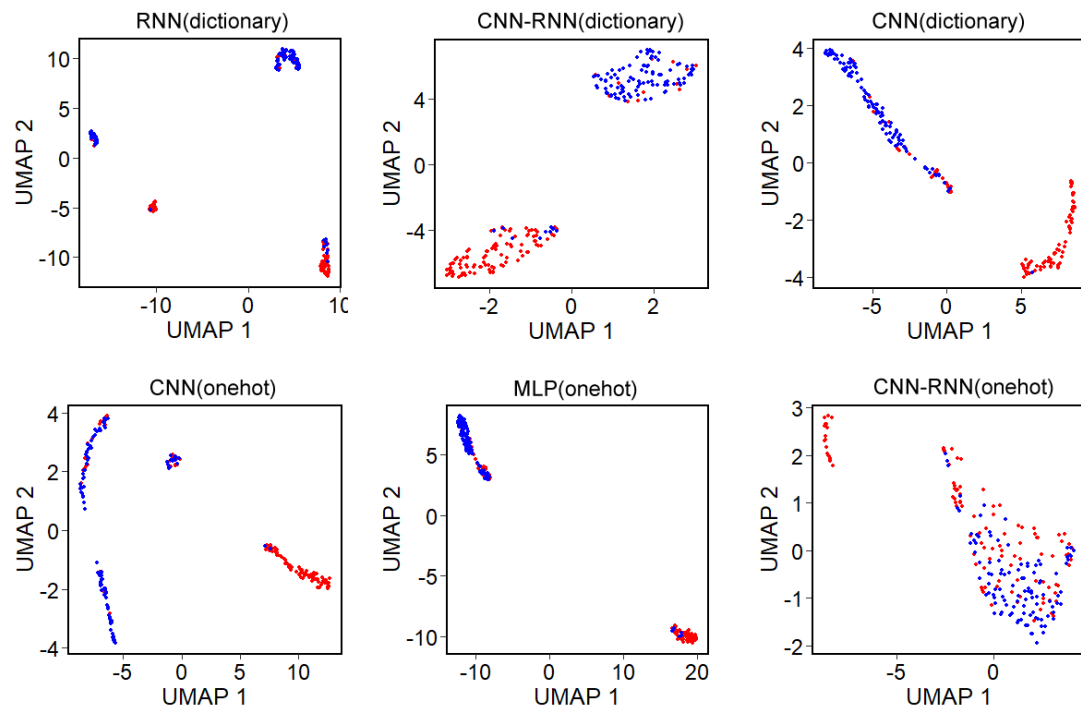 RNN(dictionary)
CNN-RNN(dictionary)
CNN(dictionary)
10
5
0
-5
-10
UMAP 2
-10
0
10
UMAP 1
4
0
-4
UMAP 2
-2
0
2
UMAP 1
4
2
0
-2
-4
UMAP 2
-5
0
5
UMAP 1
CNN(onehot)
MLP(onehot)
CNN-RNN(onehot)
4
2
0
-2
-4
UMAP 2
-5
0
5
10
UMAP 1
5
0
-5
-10
UMAP 2
-10
0
10
20
UMAP 1
3
2
1
0
-1
-2
UMAP 2
-5
0
UMAP 1